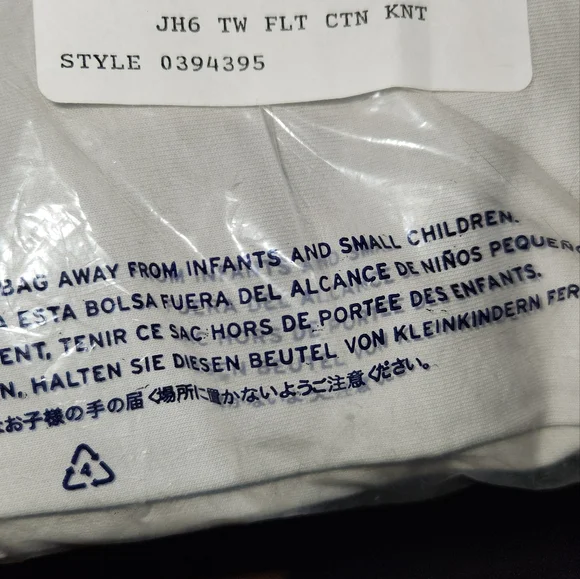 JH6 TW FLT CTN KNT
STYLE 0394395
BAG AWAY FROM INFANTS AND SMALL CHILDREN.
A ESTA BOLSA FUERA DEL ALCANCE DE NIÑOS PEQUEÑO
ENT, TENIR CE SAC HORS DE PORTEE DES ENFANTS.
N, HALTEN SIE DIESEN BEUTEL VON KLEINKINDERN FER
お子様の手の届く場所に置かないようご注意ください。
4